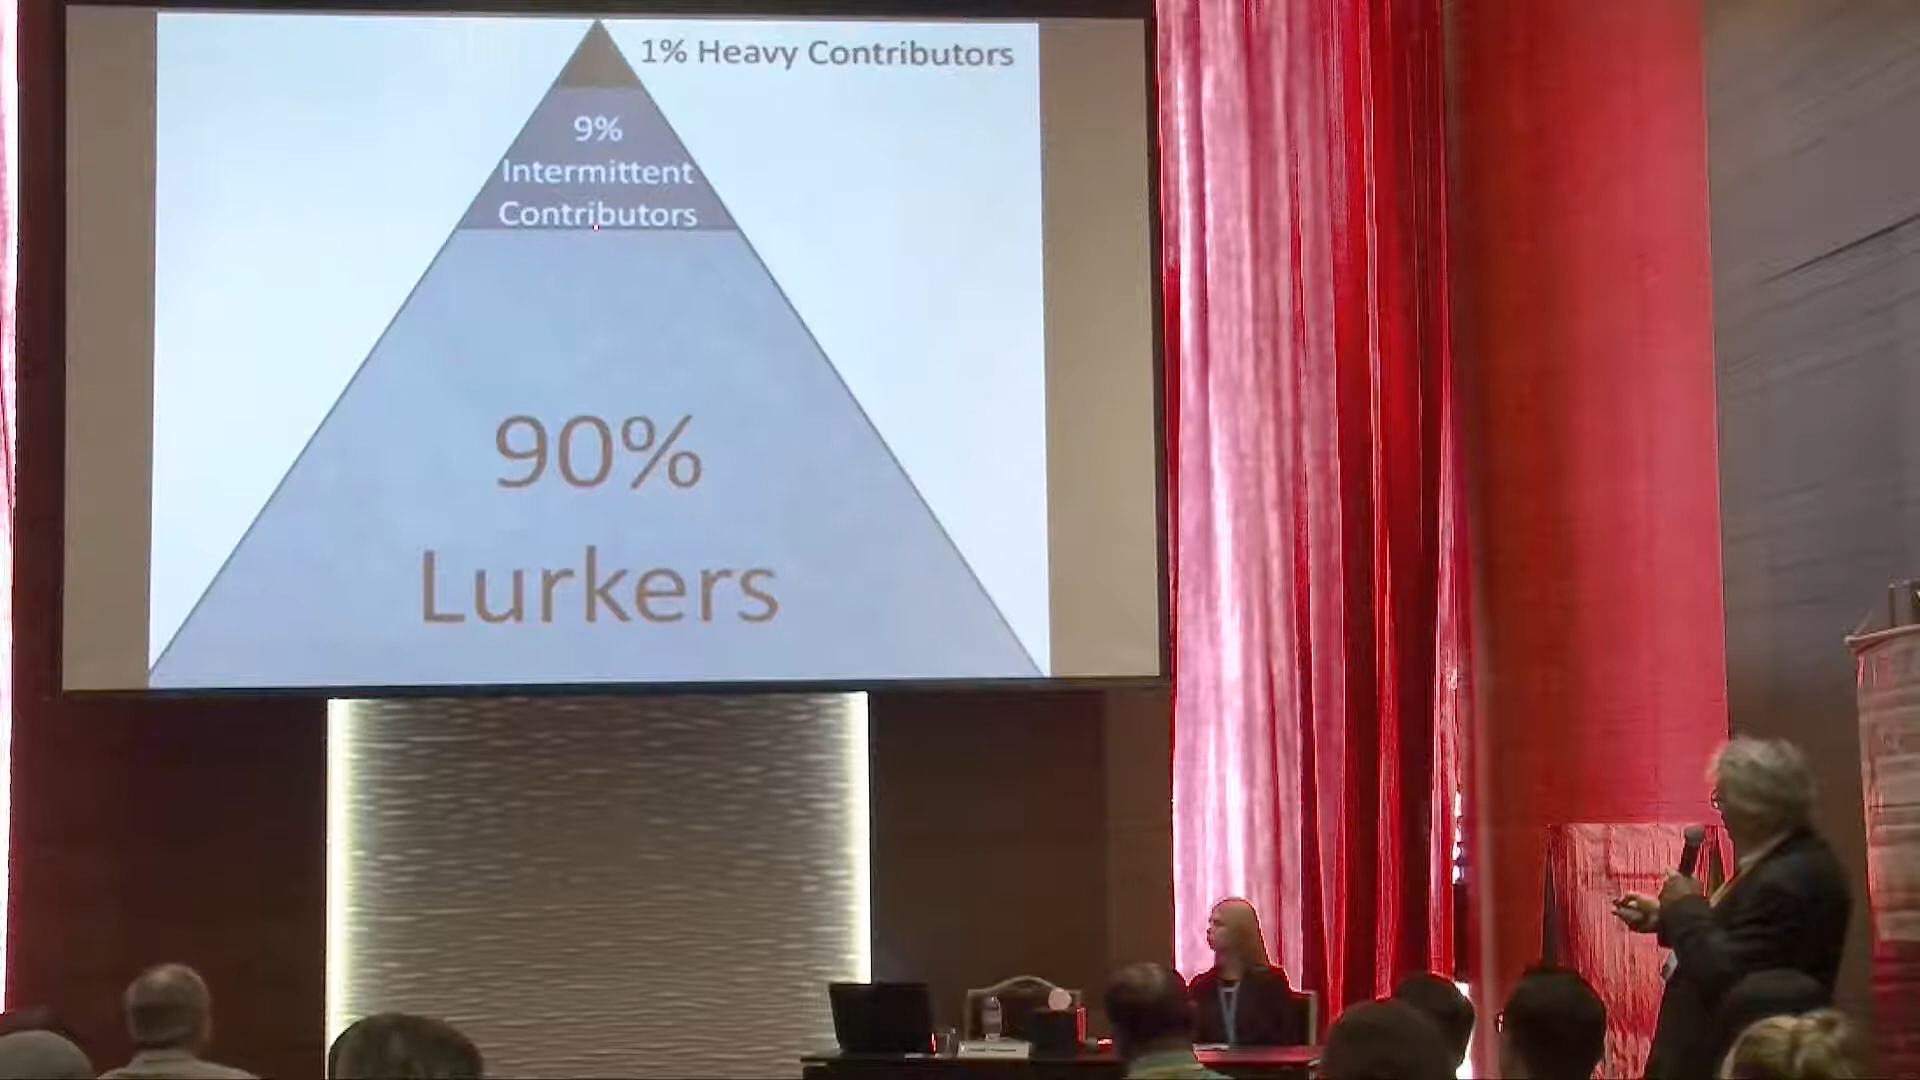 1% Heavy Contributors
9%
Intermittent
Contributors
90%
Lurkers